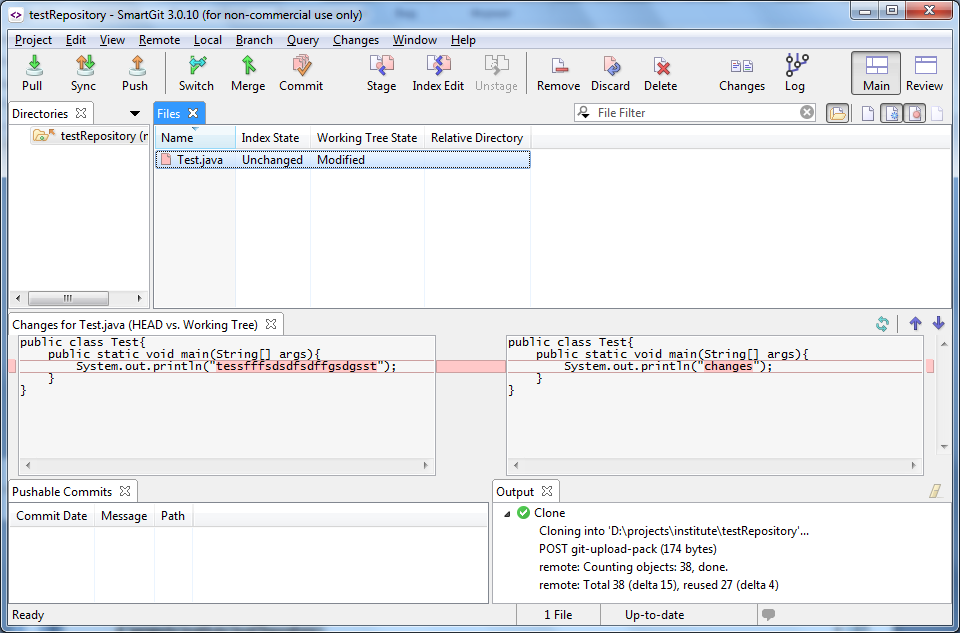 testRepository - SmartGit 3.0.10 (for non-commercial use only)
Project Edit View Remote Local Branch Query Changes Window Help
Pull Sync Push Switch Merge Commit Stage Index Edit Unstage Remove Discard Delete Changes Log Main Review
Directories Files File Filter
testRepository (r
Name Index State Working Tree State Relative Directory
Test.java Unchanged Modified
Changes for Test.java (HEAD vs. Working Tree)
public class Test{
public static void main(String[] args){
System.out.println("tessfffsdsdfsdffgsdgsst");
}
}
public class Test{
public static void main(String[] args){
System.out.println("changes");
}
}
Pushable Commits
Commit Date Message Path
Output
Clone
Cloning into 'D:\projects\institute\testRepository'...
POST git-upload-pack (174 bytes)
remote: Counting objects: 38, done.
remote: Total 38 (delta 15), reused 27 (delta 4)
Ready 1 File Up-to-date